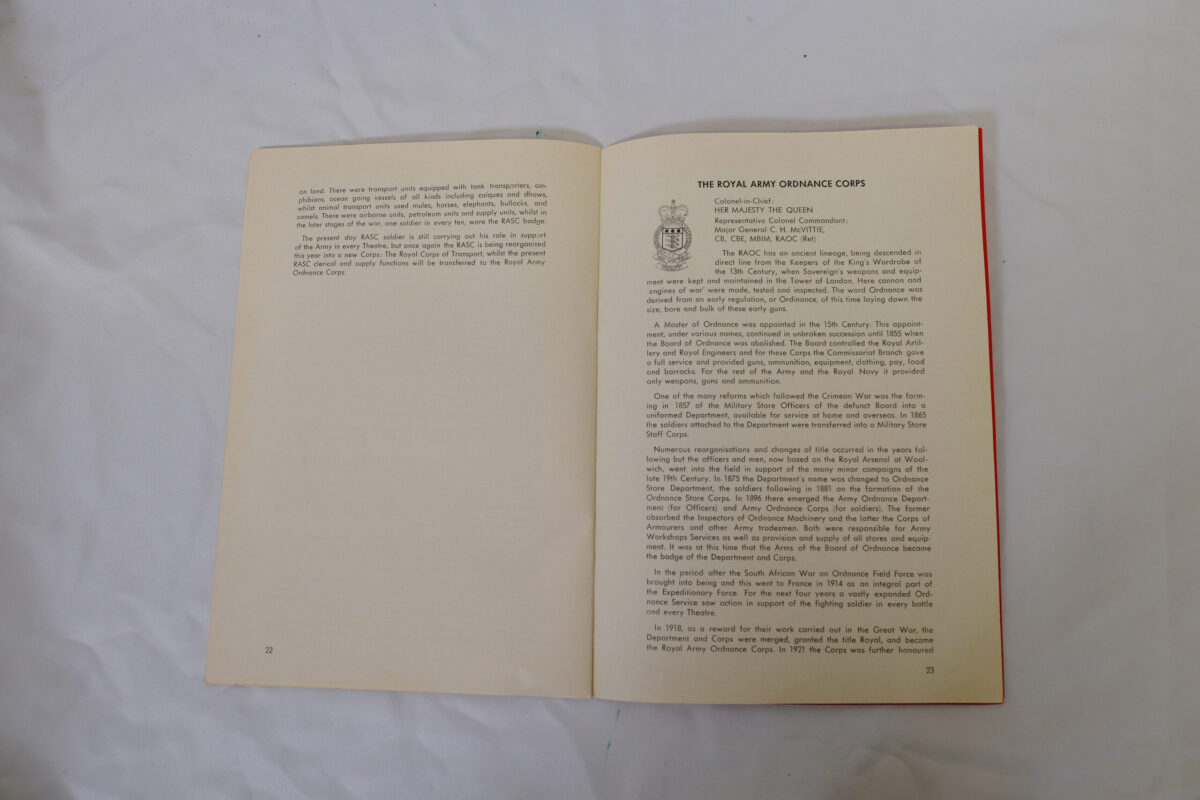 on land. There were transport units equipped with tank transporters, am-
phibians, ocean going vessels of all kinds including caiques and dhows,
whilst animal transport units used mules, horses, elephants, bullocks, and
camels. There were airborne units, petroleum units and supply units, whilst in
the later stages of the war, one soldier in every ten, wore the RASC badge.
The present day RASC soldier is still carrying out his role in support
of the Army in every Theatre, but once again the RASC is being reorganised
this year into a new Corps: The Royal Corps of Transport, whilst the present
RASC clerical and supply functions will be transferred to the Royal Army
Ordnance Corps.
22
THE ROYAL ARMY ORDNANCE CORPS
Colonel-in-Chief:
HER MAJESTY THE QUEEN
Representative Colonel Commandant:
Major General C. H. McVITTIE,
CB, CBE, MBIM, RAOC (Ret)
The RAOC has an ancient lineage, being descended in
direct line from the Keepers of the King's Wardrobe of
the 13th Century, when Sovereign's weapons and equip-
ment were kept and maintained in the Tower of London. Here cannon and
'engines of war' were made, tested and inspected. The word Ordnance was
derived from an early regulation, or Ordinance, of this time laying down the
size, bore and bulk of these early guns.
A Master of Ordnance was appointed in the 15th Century. This appoint-
ment, under various names, continued in unbroken succession until 1855 when
the Board of Ordnance was abolished. The Board controlled the Royal Artil-
lery and Royal Engineers and for these Corps the Commissariat Branch gave
a full service and provided guns, ammunition, equipment, clothing, pay, food
and barracks. For the rest of the Army and the Royal Navy it provided
only weapons, guns and ammunition.
One of the many reforms which followed the Crimean War was the form-
ing in 1857 of the Military Store Officers of the defunct Board into a
uniformed Department, available for service at home and overseas. In 1865
the soldiers attached to the Department were transferred into a Military Store
Staff Corps.
Numerous reorganisations and changes of title occurred in the years fol-
lowing but the officers and men, now based on the Royal Arsenal at Wool-
wich, went into the field in support of the many minor campaigns of the
late 19th Century. In 1875 the Department's name was changed to Ordnance
Store Department, the soldiers following in 1881 on the formation of the
Ordnance Store Corps. In 1896 there emerged the Army Ordnance Depart-
ment (for Officers) and Army Ordnance Corps (for soldiers). The former
absorbed the Inspectors of Ordnance Machinery and the latter the Corps of
Armourers and other Army tradesmen. Both were responsible for Army
Workshops Services as well as provision and supply of all stores and equip-
ment. It was at this time that the Arms of the Board of Ordnance became
the badge of the Department and Corps.
In the period after the South African War an Ordnance Field Force was
brought into being and this went to France in 1914 as an integral part of
the Expeditionary Force. For the next four years a vastly expanded Ord-
nance Service saw action in support of the fighting soldier in every battle
and every Theatre.
In 1918, as a reward for their work carried out in the Great War, the
Department and Corps were merged, granted the title Royal, and became
the Royal Army Ordnance Corps. In 1921 the Corps was further honoured
23